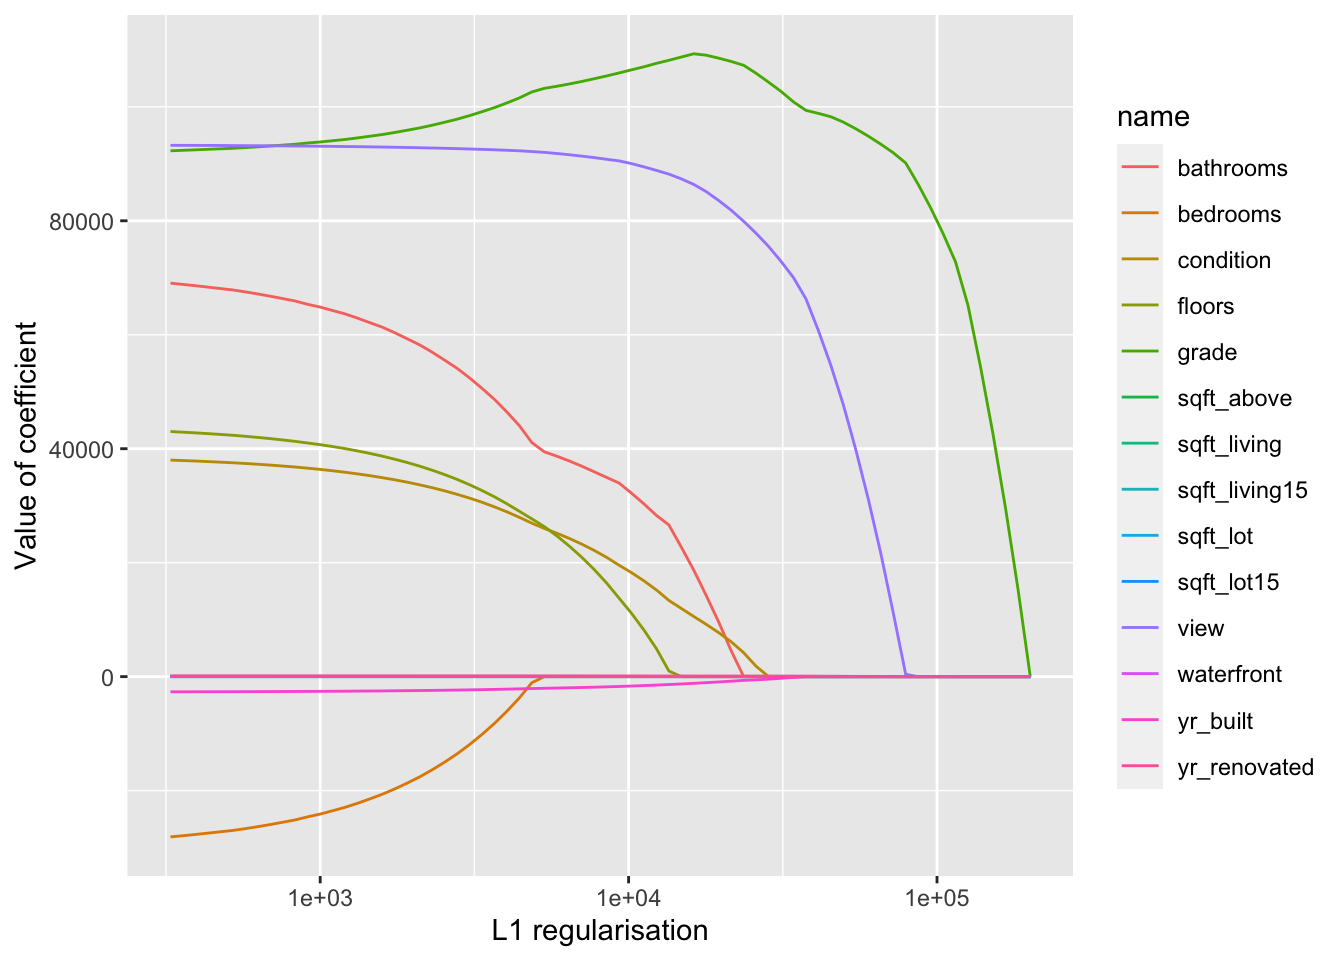 Value of coefficient
80000
40000
0
1e+03
1e+04
1e+05
L1 regularisation
name
bathrooms
bedrooms
condition
floors
grade
sqft_above
sqft_living
sqft_living15
sqft_lot
sqft_lot15
view
waterfront
yr_built
yr_renovated